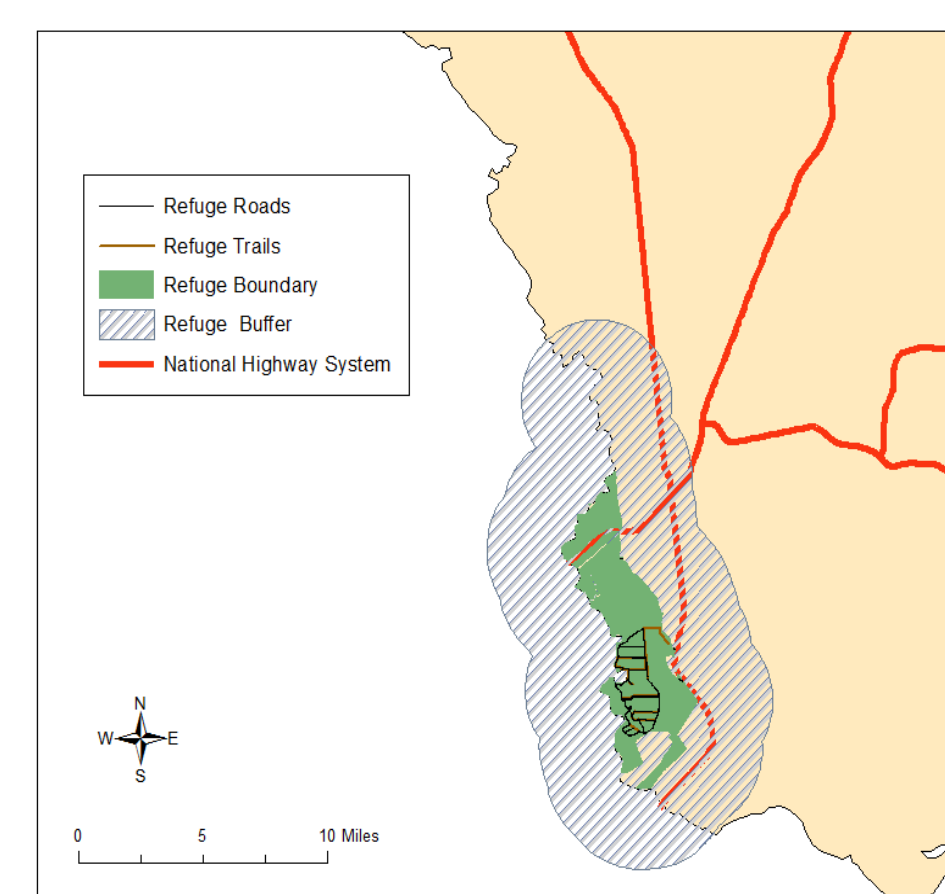 Refuge Roads
Refuge Trails
Refuge Boundary
Refuge Buffer
National Highway System
N
W E
S
0 5 10 Miles